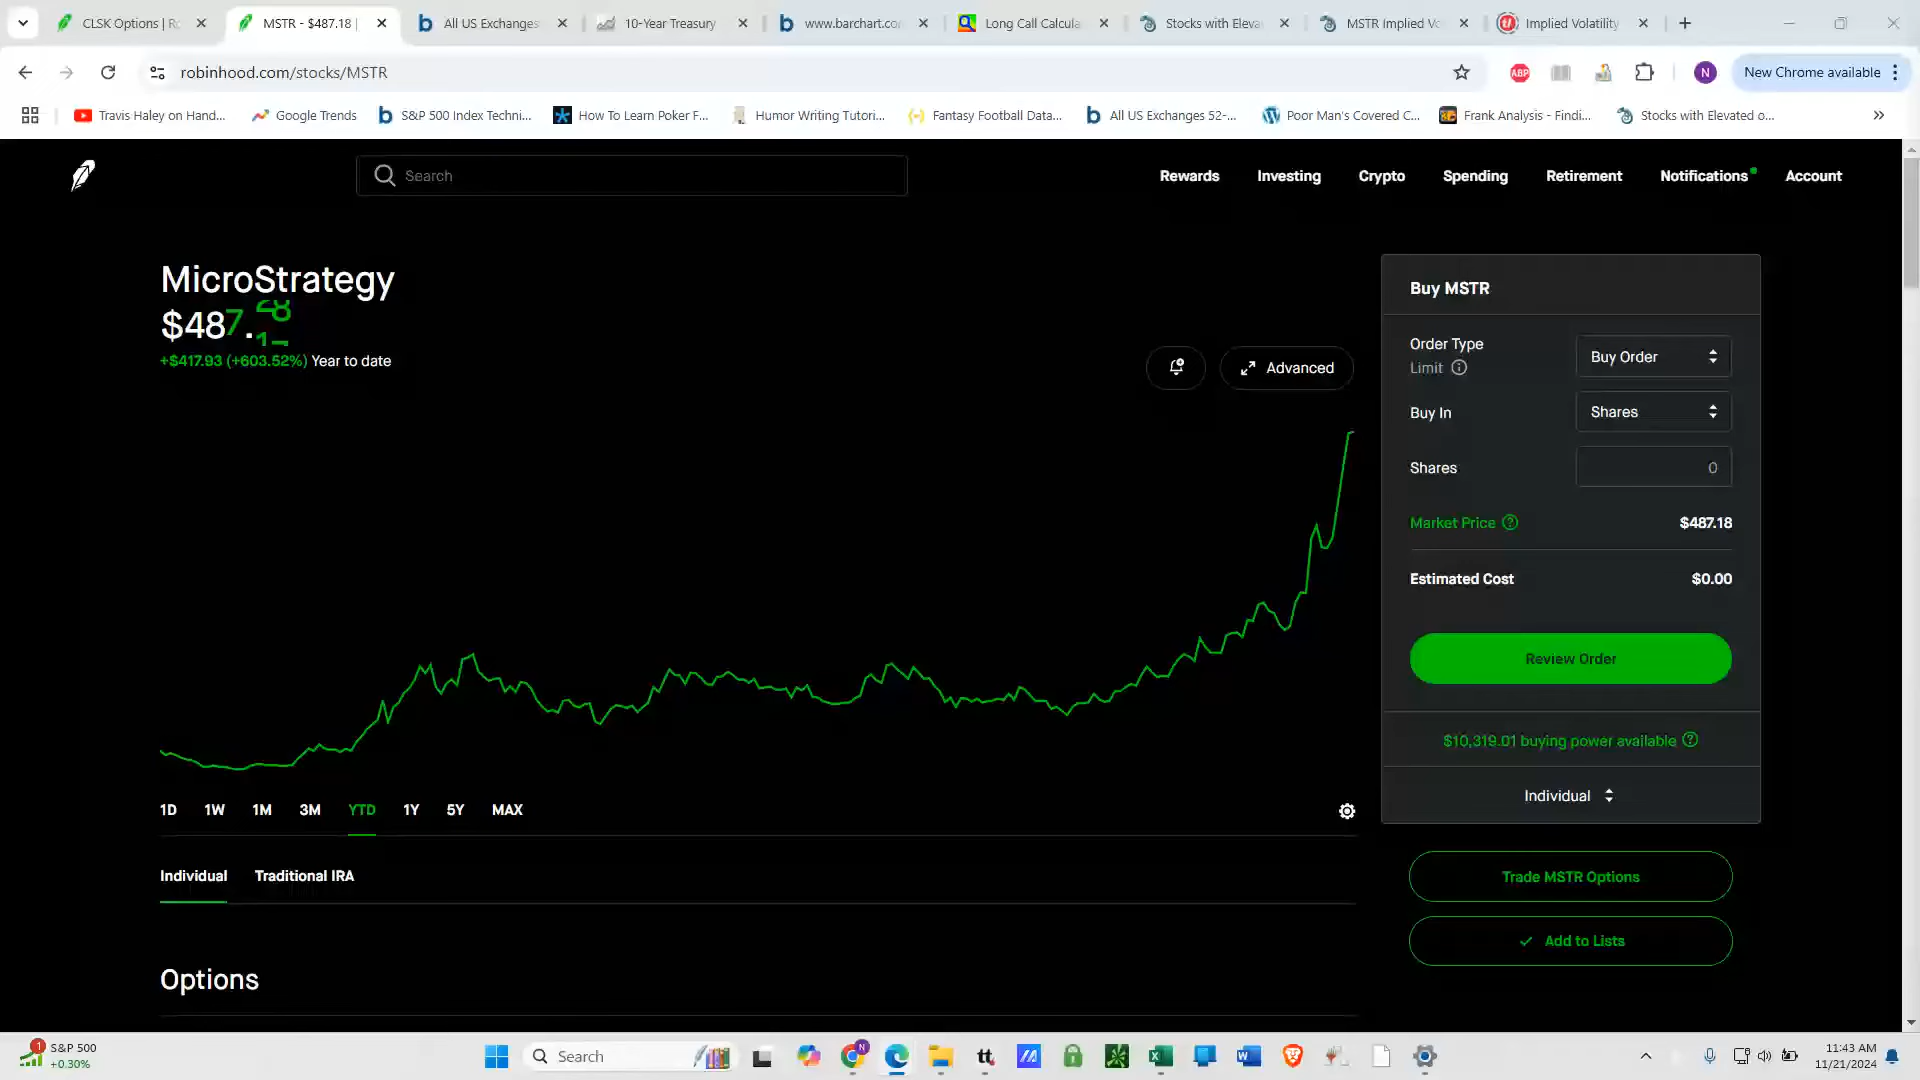 CLSK Options | Ro
MSTR - $487.18 |
All US Exchanges
10-Year Treasury
www.barchart.co
Long Call Calcula
Stocks with Eleva
MSTR Implied Vo
Implied Volatility
robinhood.com/stocks/MSTR
ABP
N
New Chrome available
Travis Haley on Hand...
Google Trends
S&P 500 Index Techni...
How To Learn Poker F...
Humor Writing Tutori...
Fantasy Football Data...
All US Exchanges 52-...
Poor Man's Covered C...
Frank Analysis - Findi...
Stocks with Elevated o...
Search
Rewards
Investing
Crypto
Spending
Retirement
Notifications
Account
MicroStrategy
$487.
+$417.93 (+603.52%) Year to date
Advanced
1D
1W
1M
3M
YTD
1Y
5Y
MAX
Individual
Traditional IRA
Options
Buy MSTR
Order Type
Limit
Buy Order
Buy In
Shares
Shares
0
Market Price
$487.18
Estimated Cost
$0.00
Review Order
$10,319.01 buying power available
Individual
Trade MSTR Options
Add to Lists
1
S&P 500
+0.30%
Search
N
tt
11:43 AM
11/21/2024